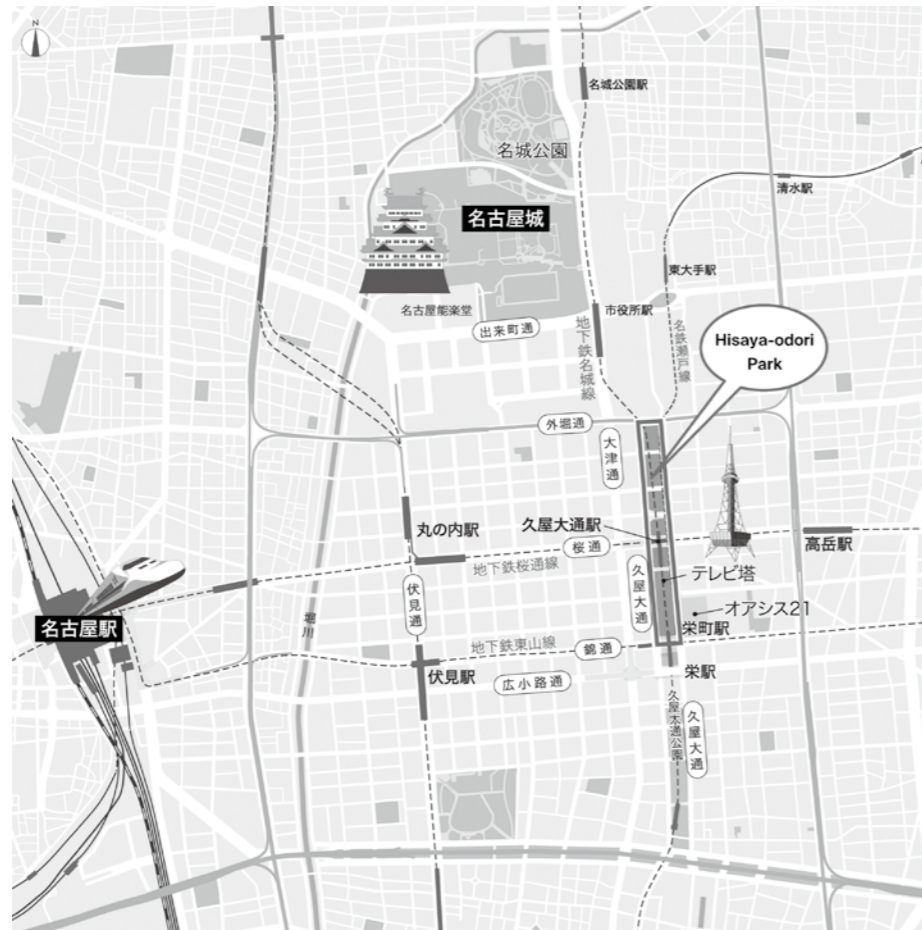 N
名城公園駅
名城公園
清水駅
名古屋城
東大手駅
名古屋能楽堂
市役所駅
出来町通
地下鉄名城線
名鉄瀬戸線
Hisaya-odori
Park
外堀通
大津通
丸の内駅
久屋大通駅
桜通
高岳駅
地下鉄桜通線
テレビ塔
伏見通
久屋大通
オアシス21
名古屋駅
堀川
栄町駅
地下鉄東山線
錦通
伏見駅
栄駅
広小路通
久屋大通公園
久屋大通